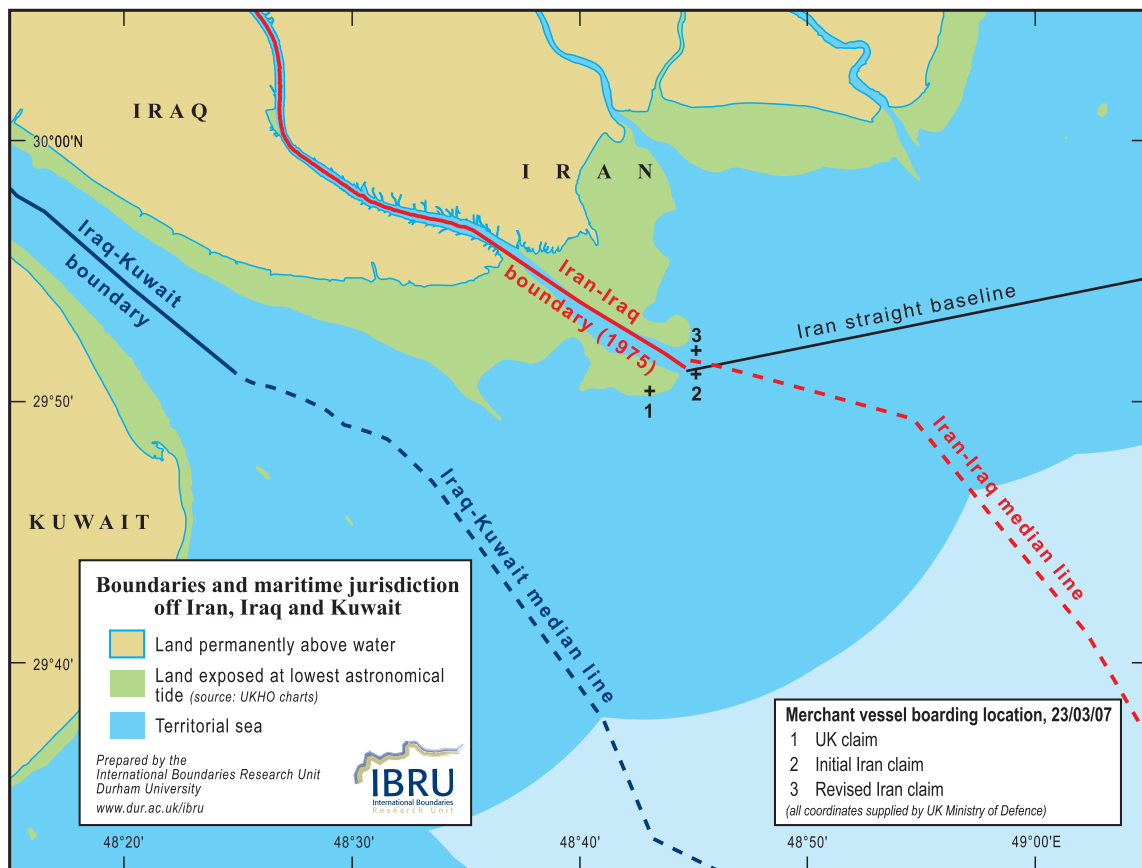 IRAQ
30°00'N
IRAN
Iraq-Kuwait
boundary
Iran-Iraq
boundary (1975)
Iran straight baseline
3
2
1
29°50'
Iran-Iraq median line
Iraq-Kuwait median line
KUWAIT
Boundaries and maritime jurisdiction
off Iran, Iraq and Kuwait
Land permanently above water
Land exposed at lowest astronomical
tide (source: UKHO charts)
Territorial sea
Prepared by the
International Boundaries Research Unit
Durham University
www.dur.ac.uk/ibru
IBRU
International Boundaries
Research Unit
29°40'
Merchant vessel boarding location, 23/03/07
1 UK claim
2 Initial Iran claim
3 Revised Iran claim
(all coordinates supplied by UK Ministry of Defence)
48°20'
48°30'
48°40'
48°50'
49°00'E